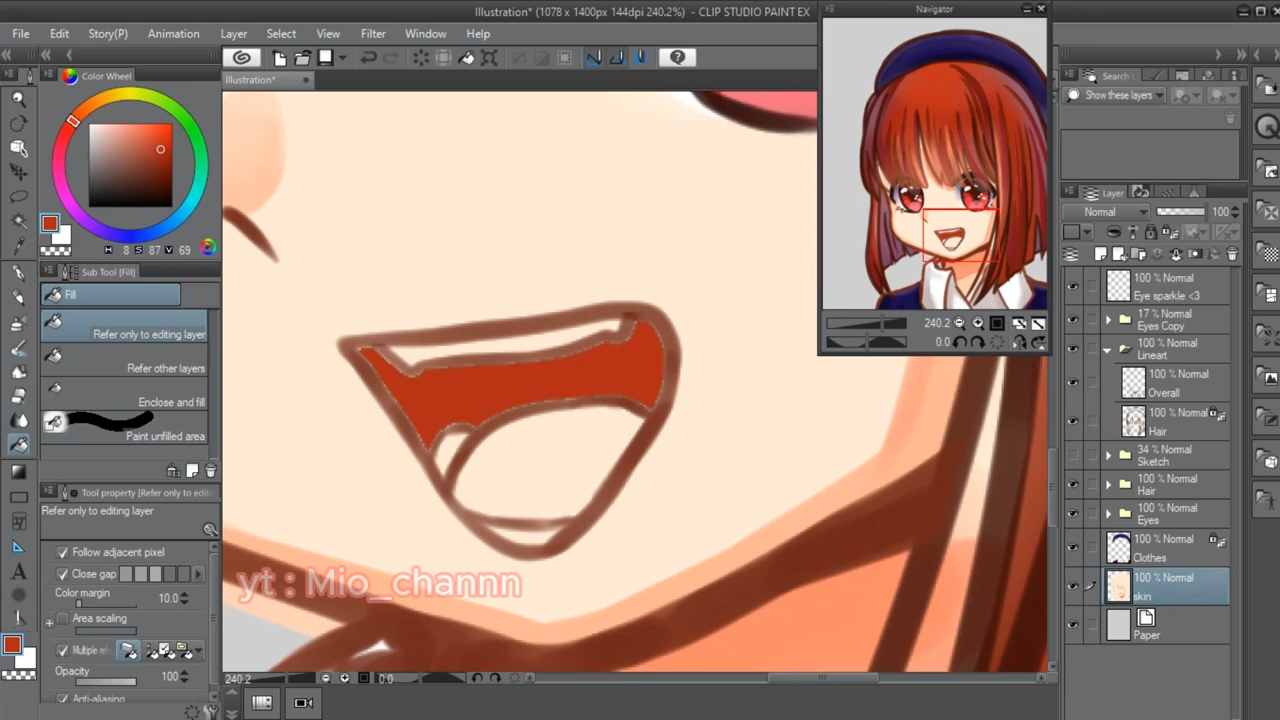 Illustration* (1078 x 1400px 144dpi 240.2%) - CLIP STUDIO PAINT EX
Navigator
File Edit Story(P) Animation Layer Select View Filter Window Help
Color Wheel
Illustration*
Search
Show these layers
H 8 S 87 V 69
Sub Tool [Fill]
Fill
Refer only to editing layer
Refer other layers
Enclose and fill
Paint unfilled area
Tool property [Refer only to editin
Refer only to editing layer
Follow adjacent pixel
Close gap
Color margin
10.0
Area scaling
Multiple
Opacity
100
Anti-aliasing
240.2
0.0
240.2
0.0
Layer
Normal
100
100 % Normal
Eye sparkle <3
17 % Normal
Eyes Copy
100 % Normal
Lineart
100 % Normal
Overall
100 % Normal
Hair
34 % Normal
Sketch
100 % Normal
Hair
100 % Normal
Eyes
100 % Normal
Clothes
100 % Normal
skin
Paper
yt : Mio_channn